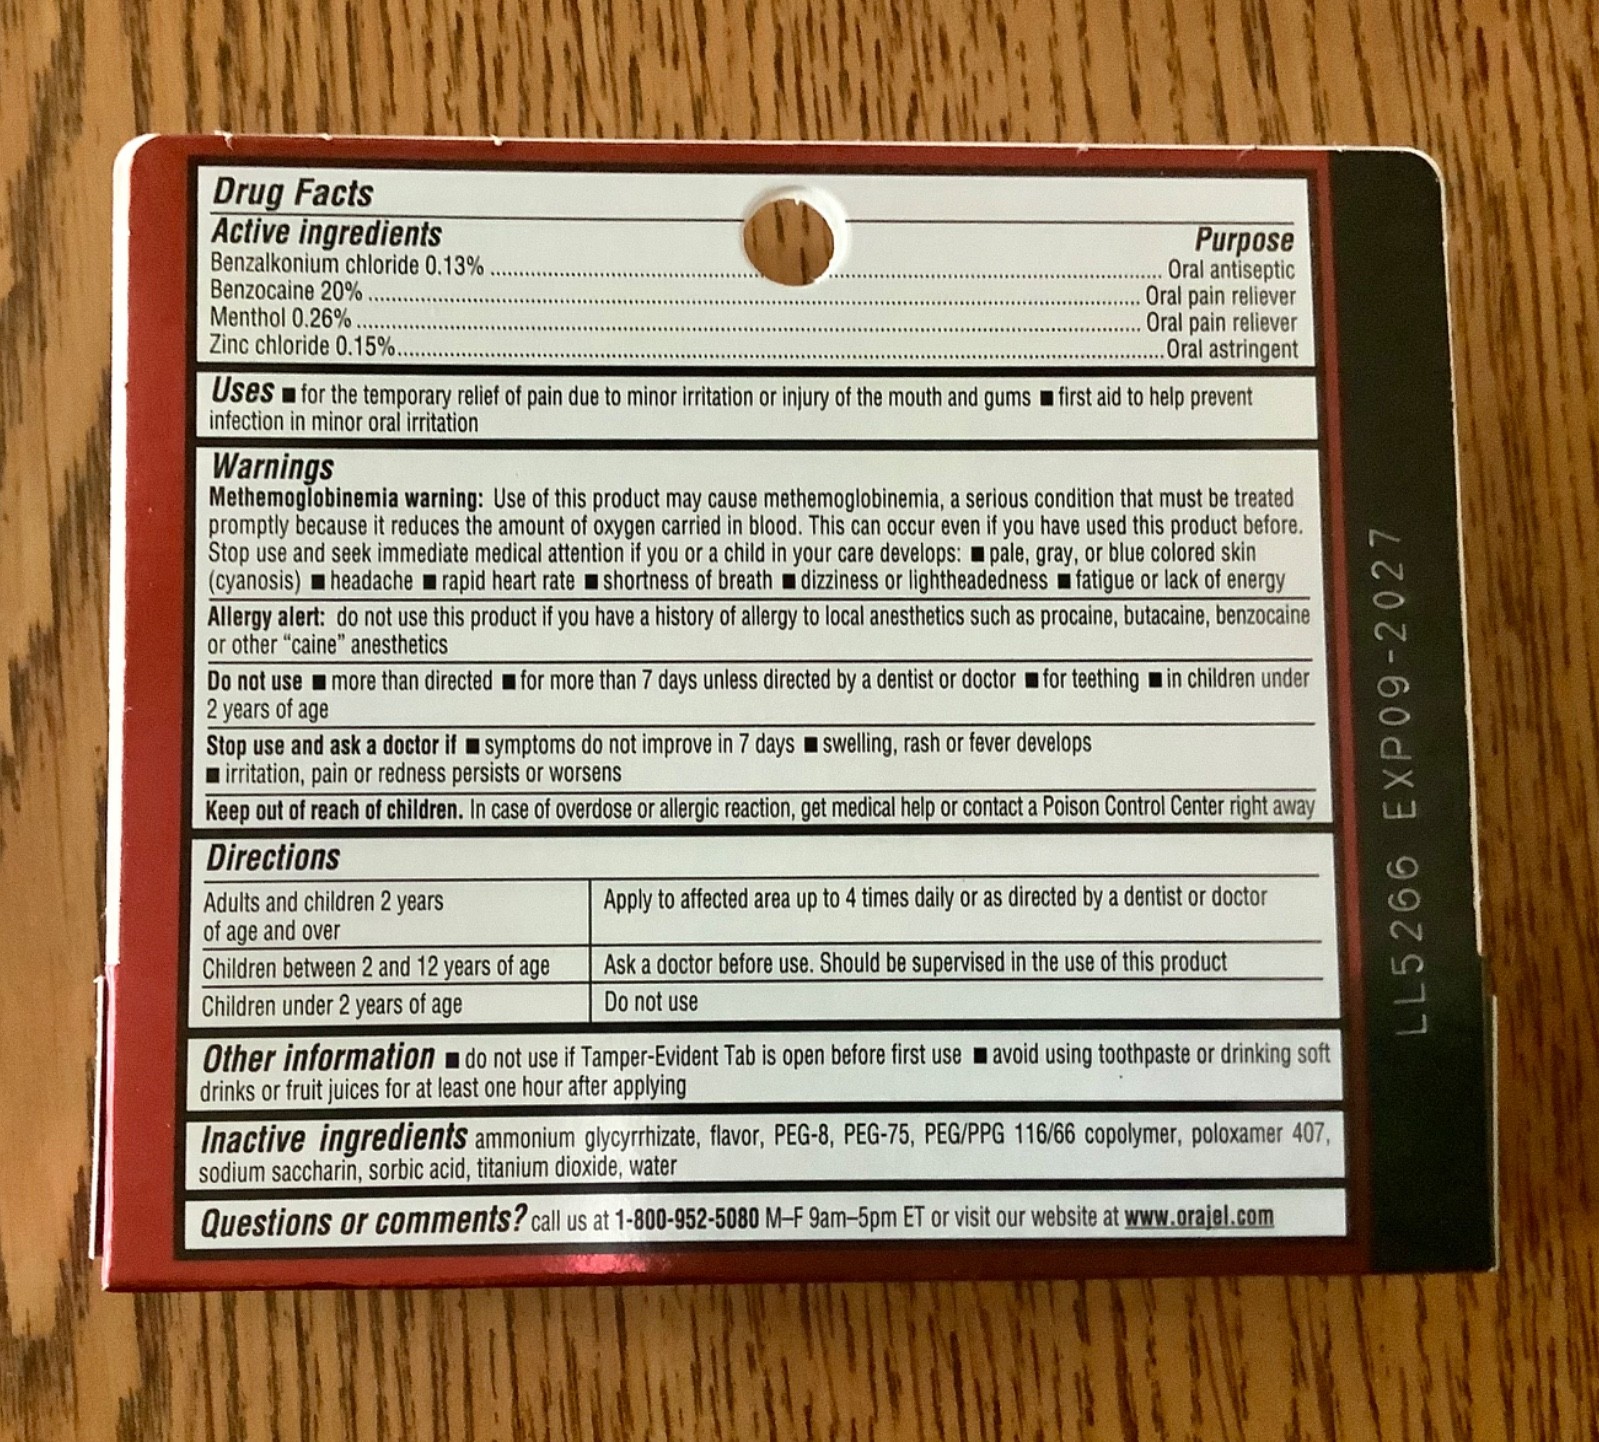 Drug Facts
Active ingredients Purpose
Benzalkonium chloride 0.13% Oral antiseptic
Benzocaine 20% Oral pain reliever
Menthol 0.26% Oral pain reliever
Zinc chloride 0.15% Oral astringent
Uses ■ for the temporary relief of pain due to minor irritation or injury of the mouth and gums ■ first aid to help prevent
infection in minor oral irritation
Warnings
Methemoglobinemia warning: Use of this product may cause methemoglobinemia, a serious condition that must be treated
promptly because it reduces the amount of oxygen carried in blood. This can occur even if you have used this product before.
Stop use and seek immediate medical attention if you or a child in your care develops: ■ pale, gray, or blue colored skin
(cyanosis) ■ headache ■ rapid heart rate ■ shortness of breath ■ dizziness or lightheadedness ■ fatigue or lack of energy
Allergy alert: do not use this product if you have a history of allergy to local anesthetics such as procaine, butacaine, benzocaine
or other “caine” anesthetics
Do not use ■ more than directed ■ for more than 7 days unless directed by a dentist or doctor ■ for teething ■ in children under
2 years of age
Stop use and ask a doctor if ■ symptoms do not improve in 7 days ■ swelling, rash or fever develops
■ irritation, pain or redness persists or worsens
Keep out of reach of children. In case of overdose or allergic reaction, get medical help or contact a Poison Control Center right away
Directions
Adults and children 2 years Apply to affected area up to 4 times daily or as directed by a dentist or doctor
of age and over
Children between 2 and 12 years of age Ask a doctor before use. Should be supervised in the use of this product
Children under 2 years of age Do not use
Other information ■ do not use if Tamper-Evident Tab is open before first use ■ avoid using toothpaste or drinking soft
drinks or fruit juices for at least one hour after applying
Inactive ingredients ammonium glycyrrhizate, flavor, PEG-8, PEG-75, PEG/PPG 116/66 copolymer, poloxamer 407,
sodium saccharin, sorbic acid, titanium dioxide, water
Questions or comments? call us at 1-800-952-5080 M–F 9am–5pm ET or visit our website at www.orajel.com
LL5266 EXP09-2027